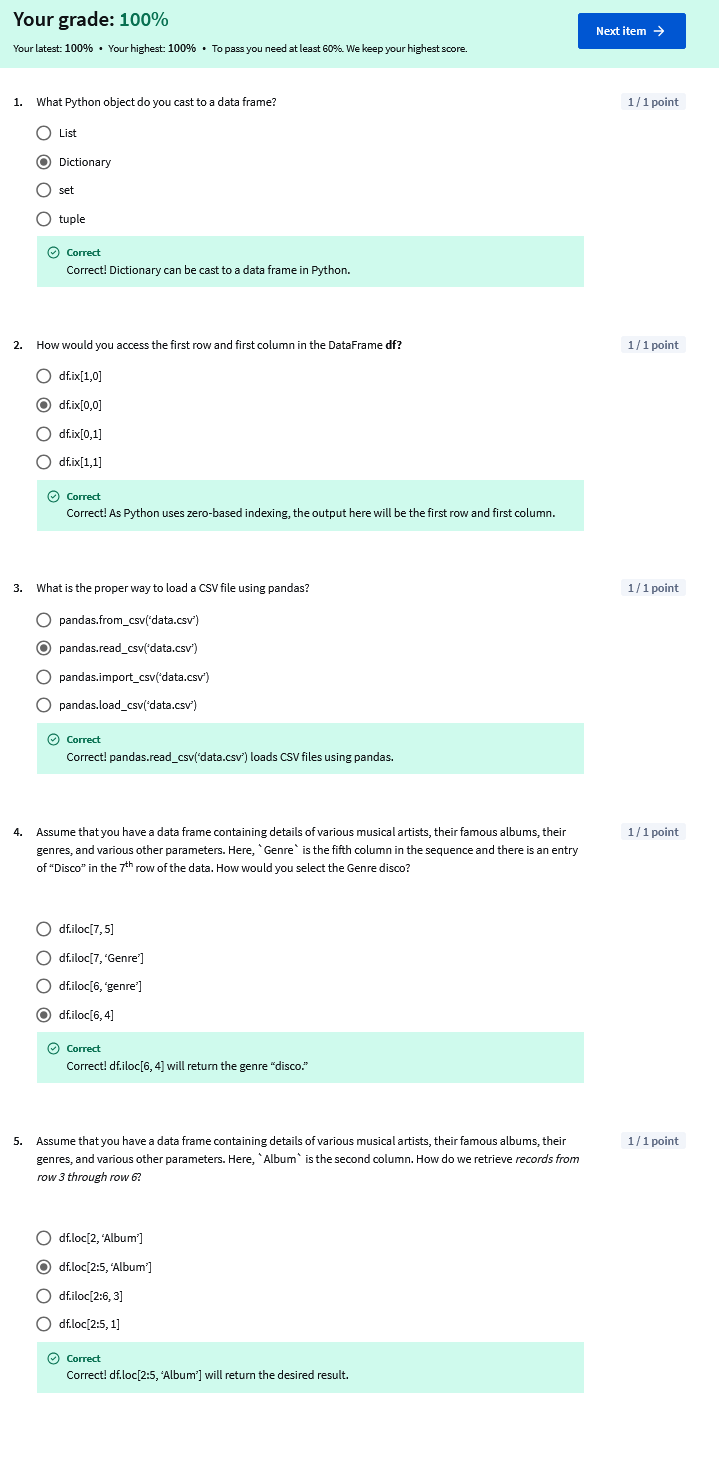 Your grade: 100%
Next item →
Your latest: 100% • Your highest: 100% • To pass you need at least 60%. We keep your highest score.
1. What Python object do you cast to a data frame?
1 / 1 point
List
Dictionary
set
tuple
Correct
Correct! Dictionary can be cast to a data frame in Python.
2. How would you access the first row and first column in the DataFrame df?
1 / 1 point
df.ix[1,0]
df.ix[0,0]
df.ix[0,1]
df.ix[1,1]
Correct
Correct! As Python uses zero-based indexing, the output here will be the first row and first column.
3. What is the proper way to load a CSV file using pandas?
1 / 1 point
pandas.from_csv(‘data.csv’)
pandas.read_csv(‘data.csv’)
pandas.import_csv(‘data.csv’)
pandas.load_csv(‘data.csv’)
Correct
Correct! pandas.read_csv(‘data.csv’) loads CSV files using pandas.
4. Assume that you have a data frame containing details of various musical artists, their famous albums, their
1 / 1 point
genres, and various other parameters. Here, `Genre` is the fifth column in the sequence and there is an entry
of “Disco” in the 7th row of the data. How would you select the Genre disco?
df.iloc[7, 5]
df.iloc[7, ‘Genre’]
df.iloc[6, ‘genre’]
df.iloc[6, 4]
Correct
Correct! df.iloc[6, 4] will return the genre “disco.”
5. Assume that you have a data frame containing details of various musical artists, their famous albums, their
1 / 1 point
genres, and various other parameters. Here, `Album` is the second column. How do we retrieve records from
row 3 through row 6?
df.loc[2, ‘Album’]
df.loc[2:5, ‘Album’]
df.iloc[2:6, 3]
df.loc[2:5, 1]
Correct
Correct! df.loc[2:5, ‘Album’] will return the desired result.